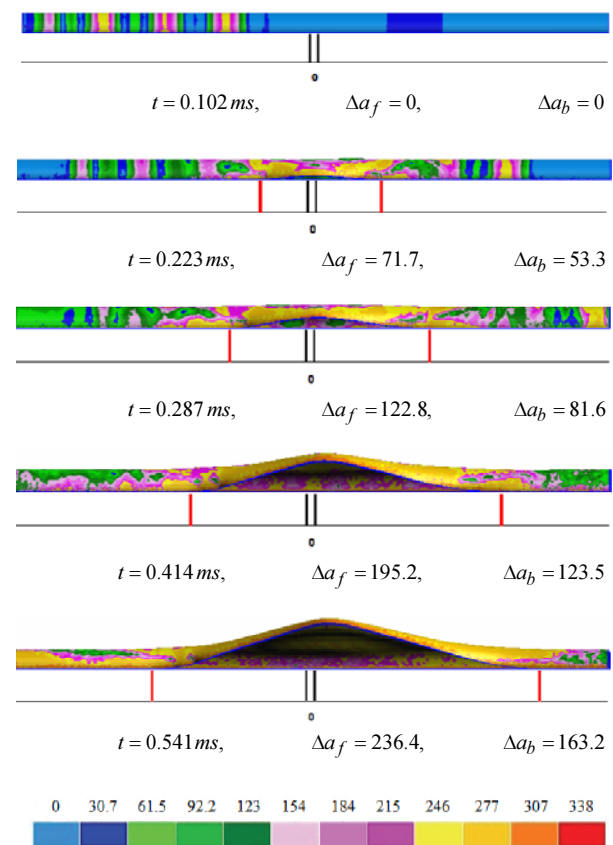 0
t = 0.102 ms, Δa_f = 0, Δa_b = 0
0
t = 0.223 ms, Δa_f = 71.7, Δa_b = 53.3
0
t = 0.287 ms, Δa_f = 122.8, Δa_b = 81.6
0
t = 0.414 ms, Δa_f = 195.2, Δa_b = 123.5
0
t = 0.541 ms, Δa_f = 236.4, Δa_b = 163.2
0 30.7 61.5 92.2 123 154 184 215 246 277 307 338